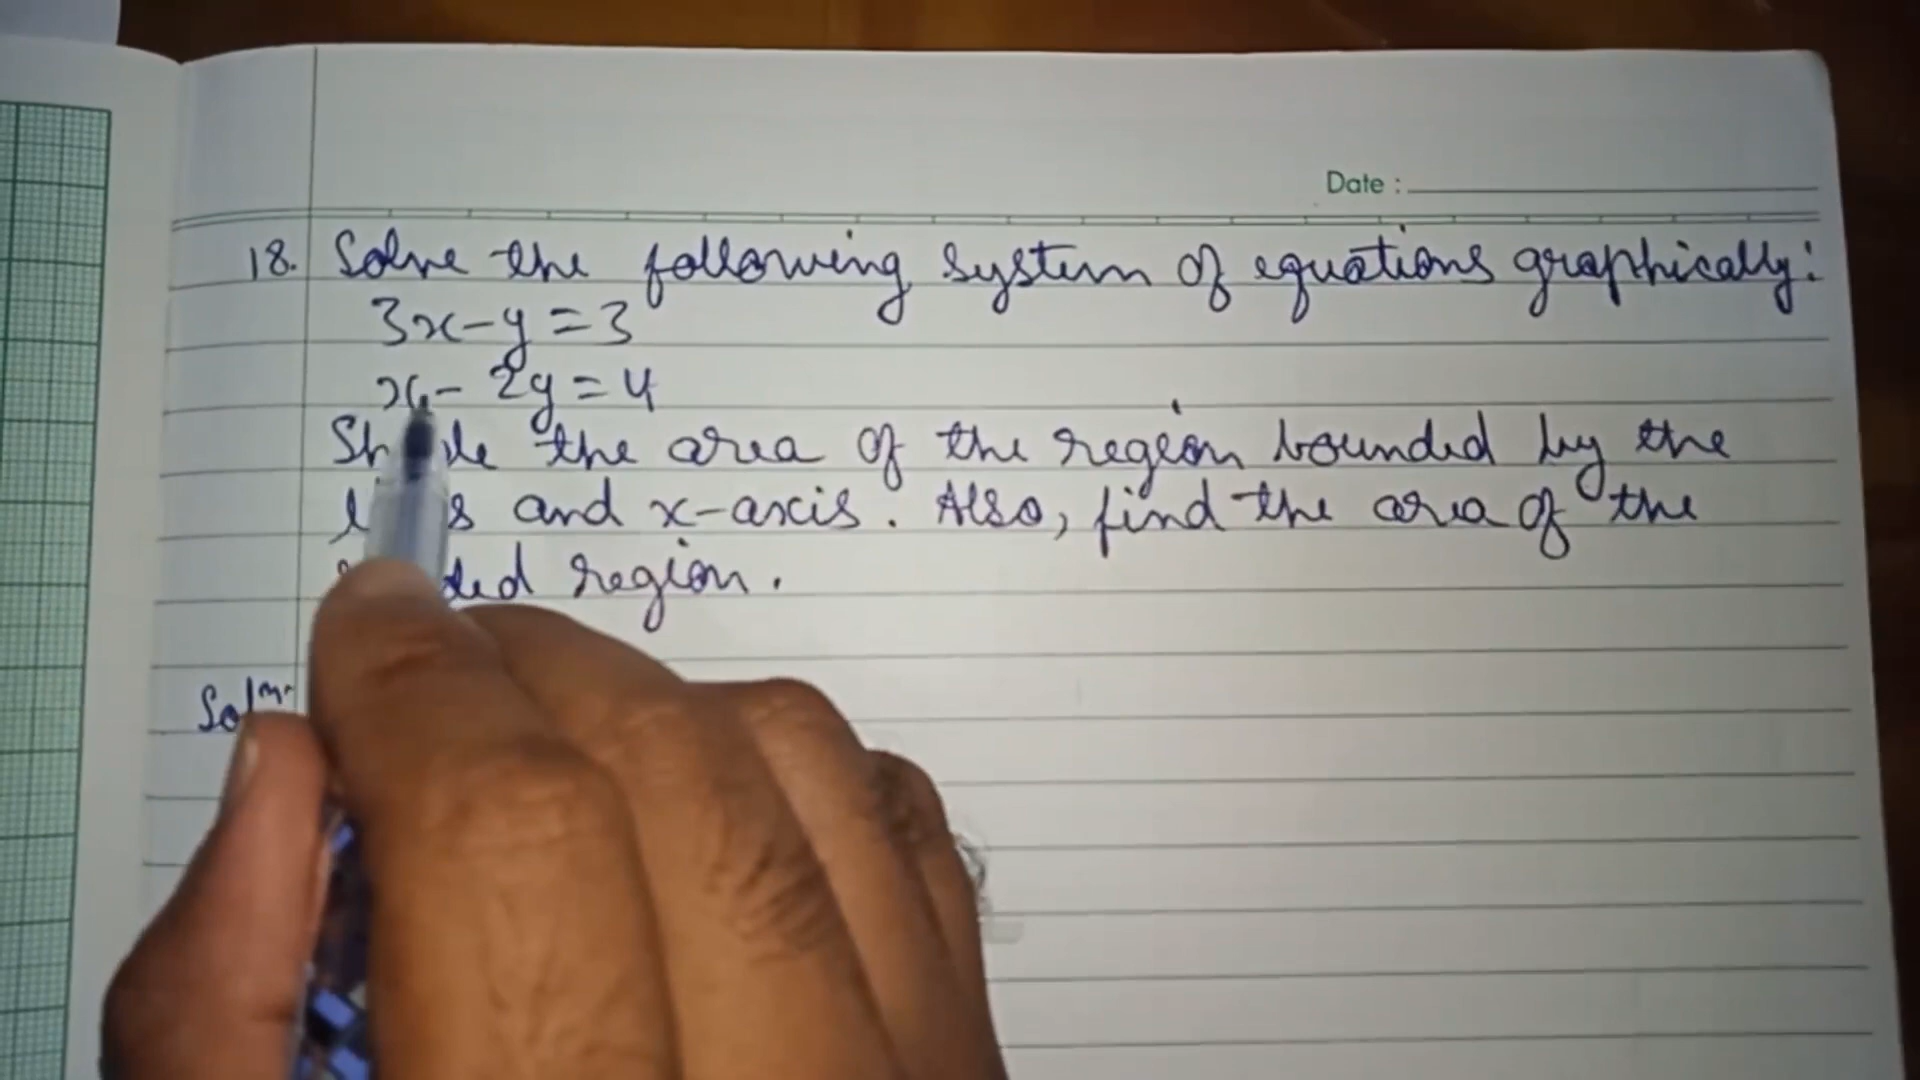 Date :
18. Solve the following system of equations graphically:
3x-y=3
x- 2y=4
the area of the region bounded by the
and x-axis. Also, find the area of the
region.
Solⁿ.